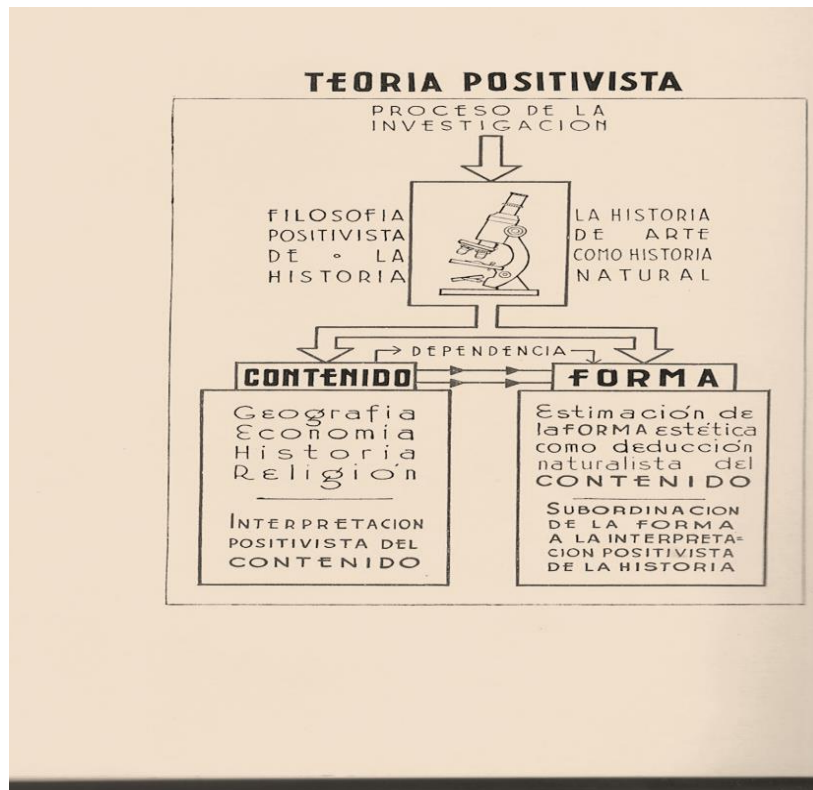 TEORIA POSITIVISTA
PROCESO DE LA
INVESTIGACION
FILOSOFIA
POSITIVISTA
DE LA
HISTORIA
LA HISTORIA
DE ARTE
COMO HISTORIA
NATURAL
DEPENDENCIA
CONTENIDO
Geografia
Economia
Historia
Religión
INTERPRETACION
POSITIVISTA DEL
CONTENIDO
FORMA
Estimación de
la FORMA estética
como deducción
naturalista del
CONTENIDO
SUBORDINACION
DE LA FORMA
A LA INTERPRETA=
CION POSITIVISTA
DE LA HISTORIA